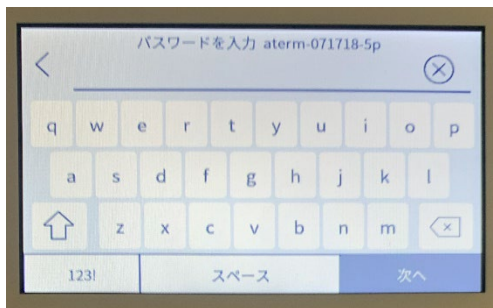 パスワードを入力 aterm-071718-5p
q w e r t y u i o p
a s d f g h j k l
z x c v b n m
123! スペース 次へ